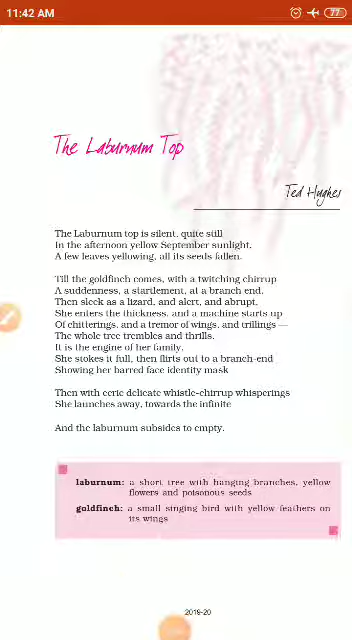 11:42 AM
77
The Laburnum Top
Ted Hughes
The Laburnum top is silent, quite still
In the afternoon yellow September sunlight,
A few leaves yellowing, all its seeds fallen.
Till the goldfinch comes, with a twitching chirrup
A suddenness, a startlement, at a branch end.
Then sleek as a lizard, and alert, and abrupt,
She enters the thickness, and a machine starts up
Of chitterings, and a tremor of wings, and trillings —
The whole tree trembles and thrills.
It is the engine of her family.
She stokes it full, then flirts out to a branch-end
Showing her barred face identity mask
Then with eerie delicate whistle-chirrup whisperings
She launches away, towards the infinite
And the laburnum subsides to empty.
laburnum: a short tree with hanging branches, yellow
flowers and poisonous seeds
goldfinch: a small singing bird with yellow feathers on
its wings
2019-20